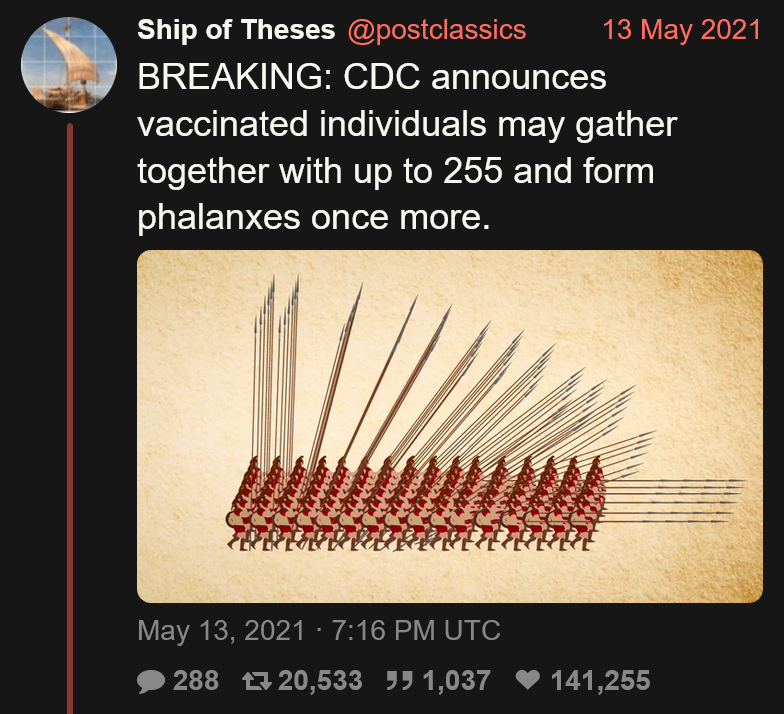 Ship of Theses @postclassics 13 May 2021
BREAKING: CDC announces
vaccinated individuals may gather
together with up to 255 and form
phalanxes once more.
May 13, 2021 · 7:16 PM UTC
288 20,533 1,037 141,255